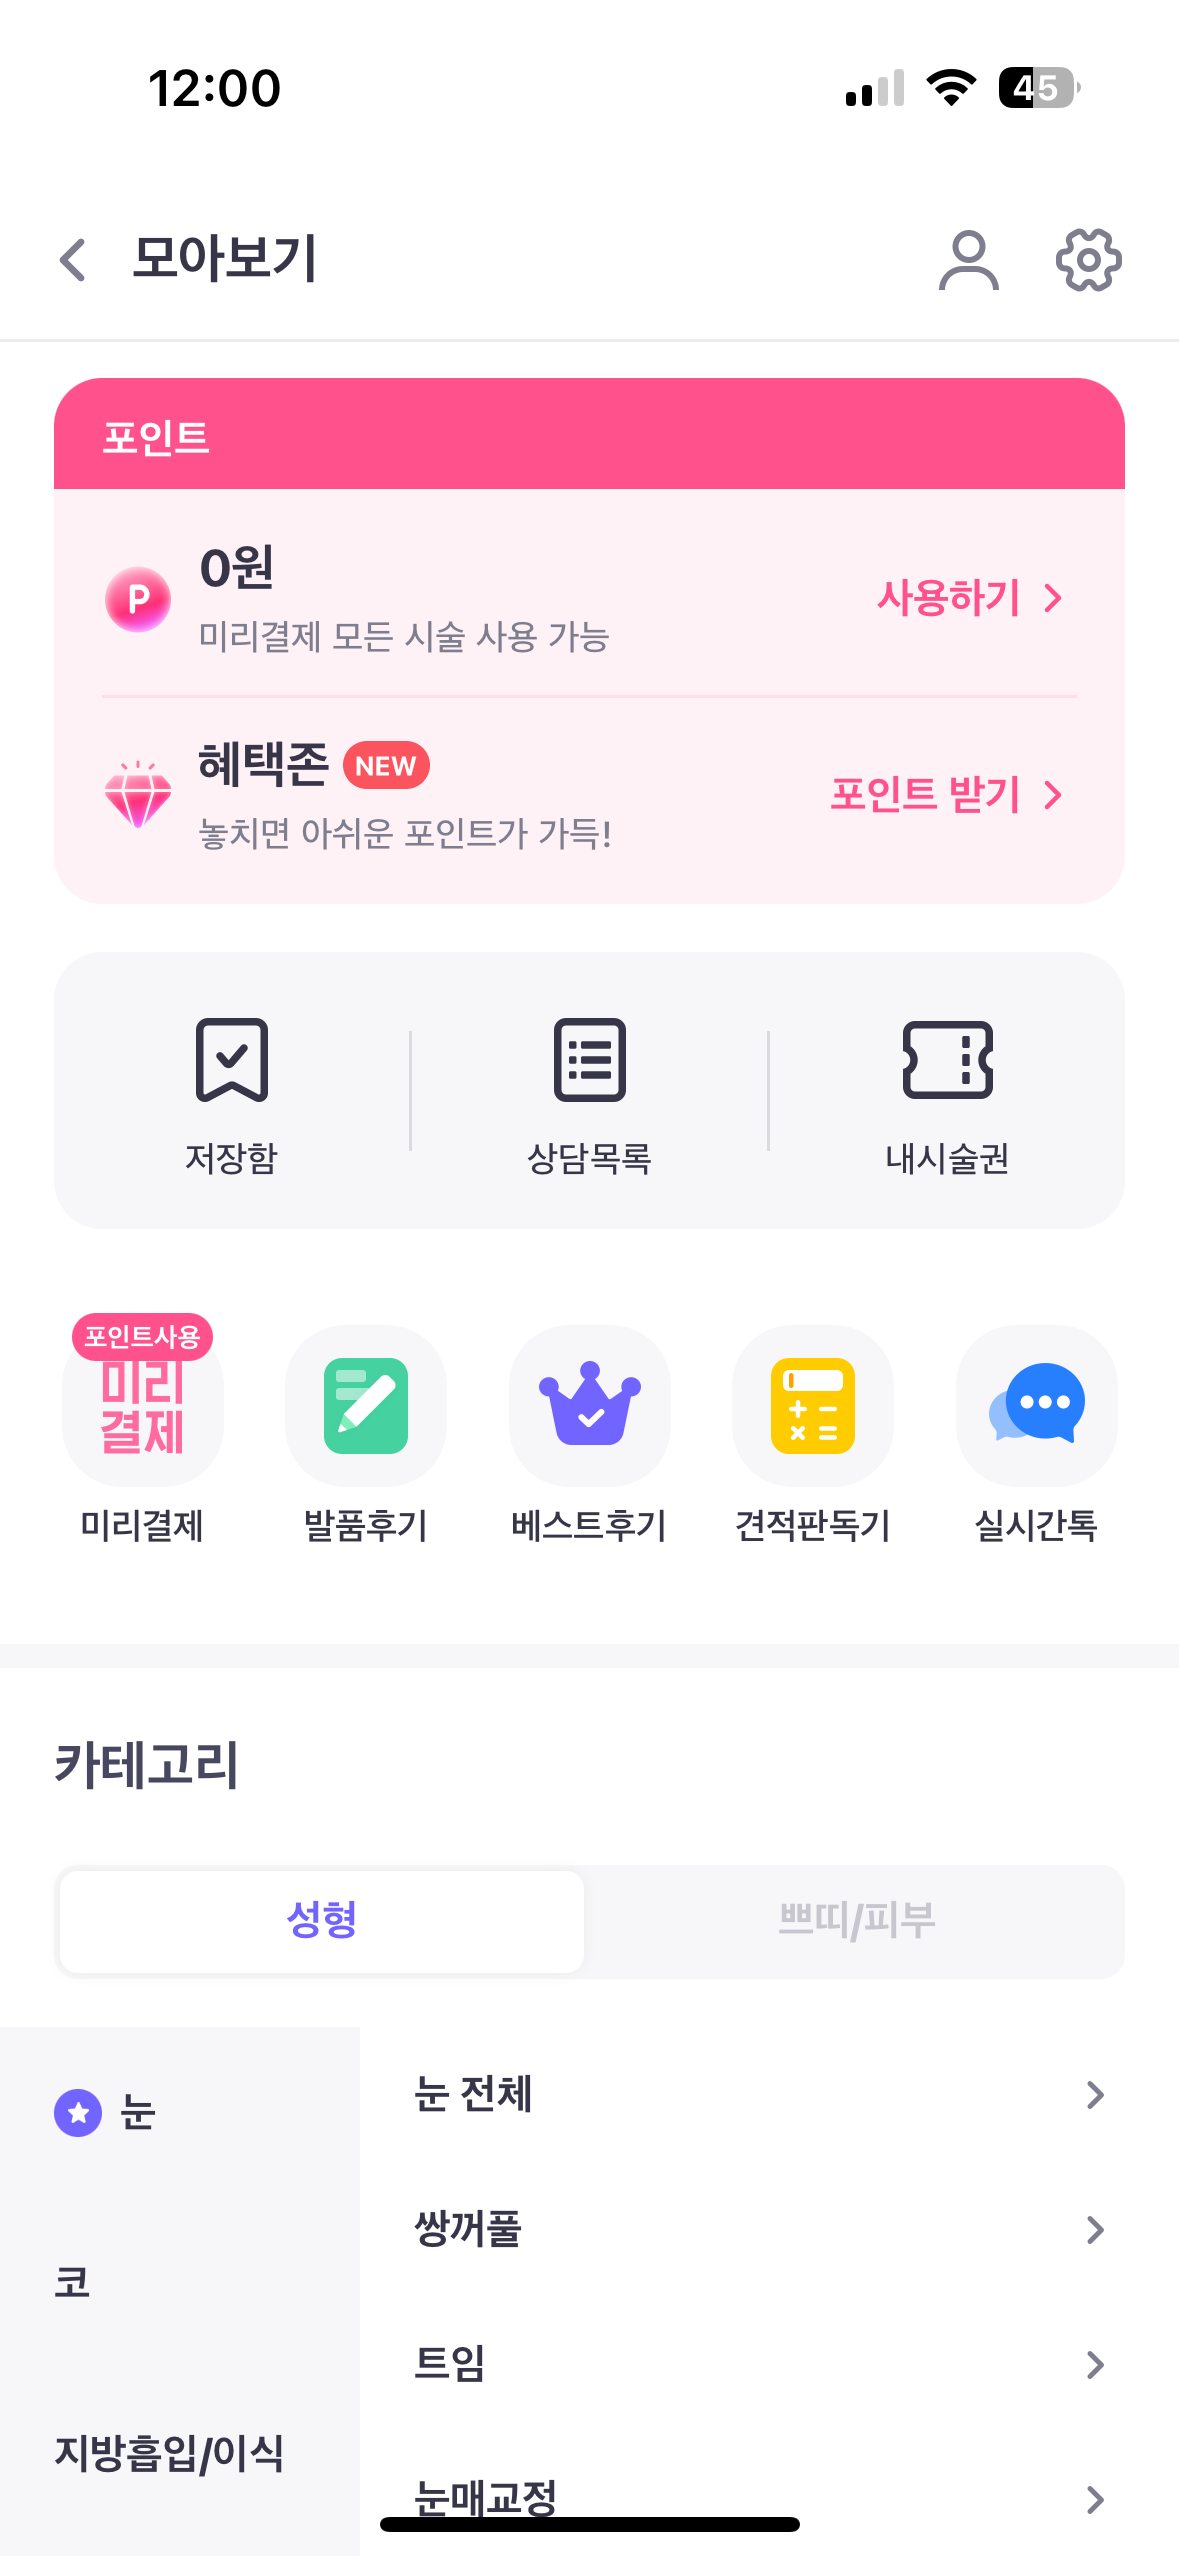 12:00
45
모아보기
포인트
P
0원
미리결제 모든 시술 사용 가능
사용하기
혜택존 NEW
놓치면 아쉬운 포인트가 가득!
포인트 받기
저장함
상담목록
내시술권
포인트사용
미리
결제
미리결제
발품후기
베스트후기
견적판독기
실시간톡
카테고리
성형
쁘띠/피부
눈
눈 전체
쌍꺼풀
코
트임
지방흡입/이식
눈매교정